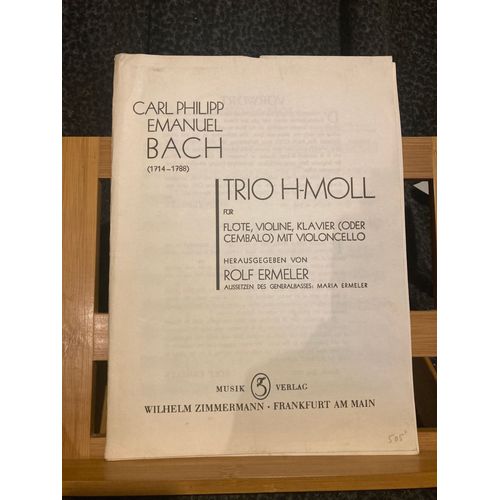 CARL PHILIPP
EMANUEL
BACH
(1714-1788)
TRIO H-MOLL
FÜR
FLÖTE, VIOLINE, KLAVIER (ODER
CEMBALO) MIT VIOLONCELLO
HERAUSGEGEBEN VON
ROLF ERMELER
AUSSETZEN DES GENERALBASSES: MARIA ERMELER
MUSIK VERLAG
WILHELM ZIMMERMANN · FRANKFURT AM MAIN
505